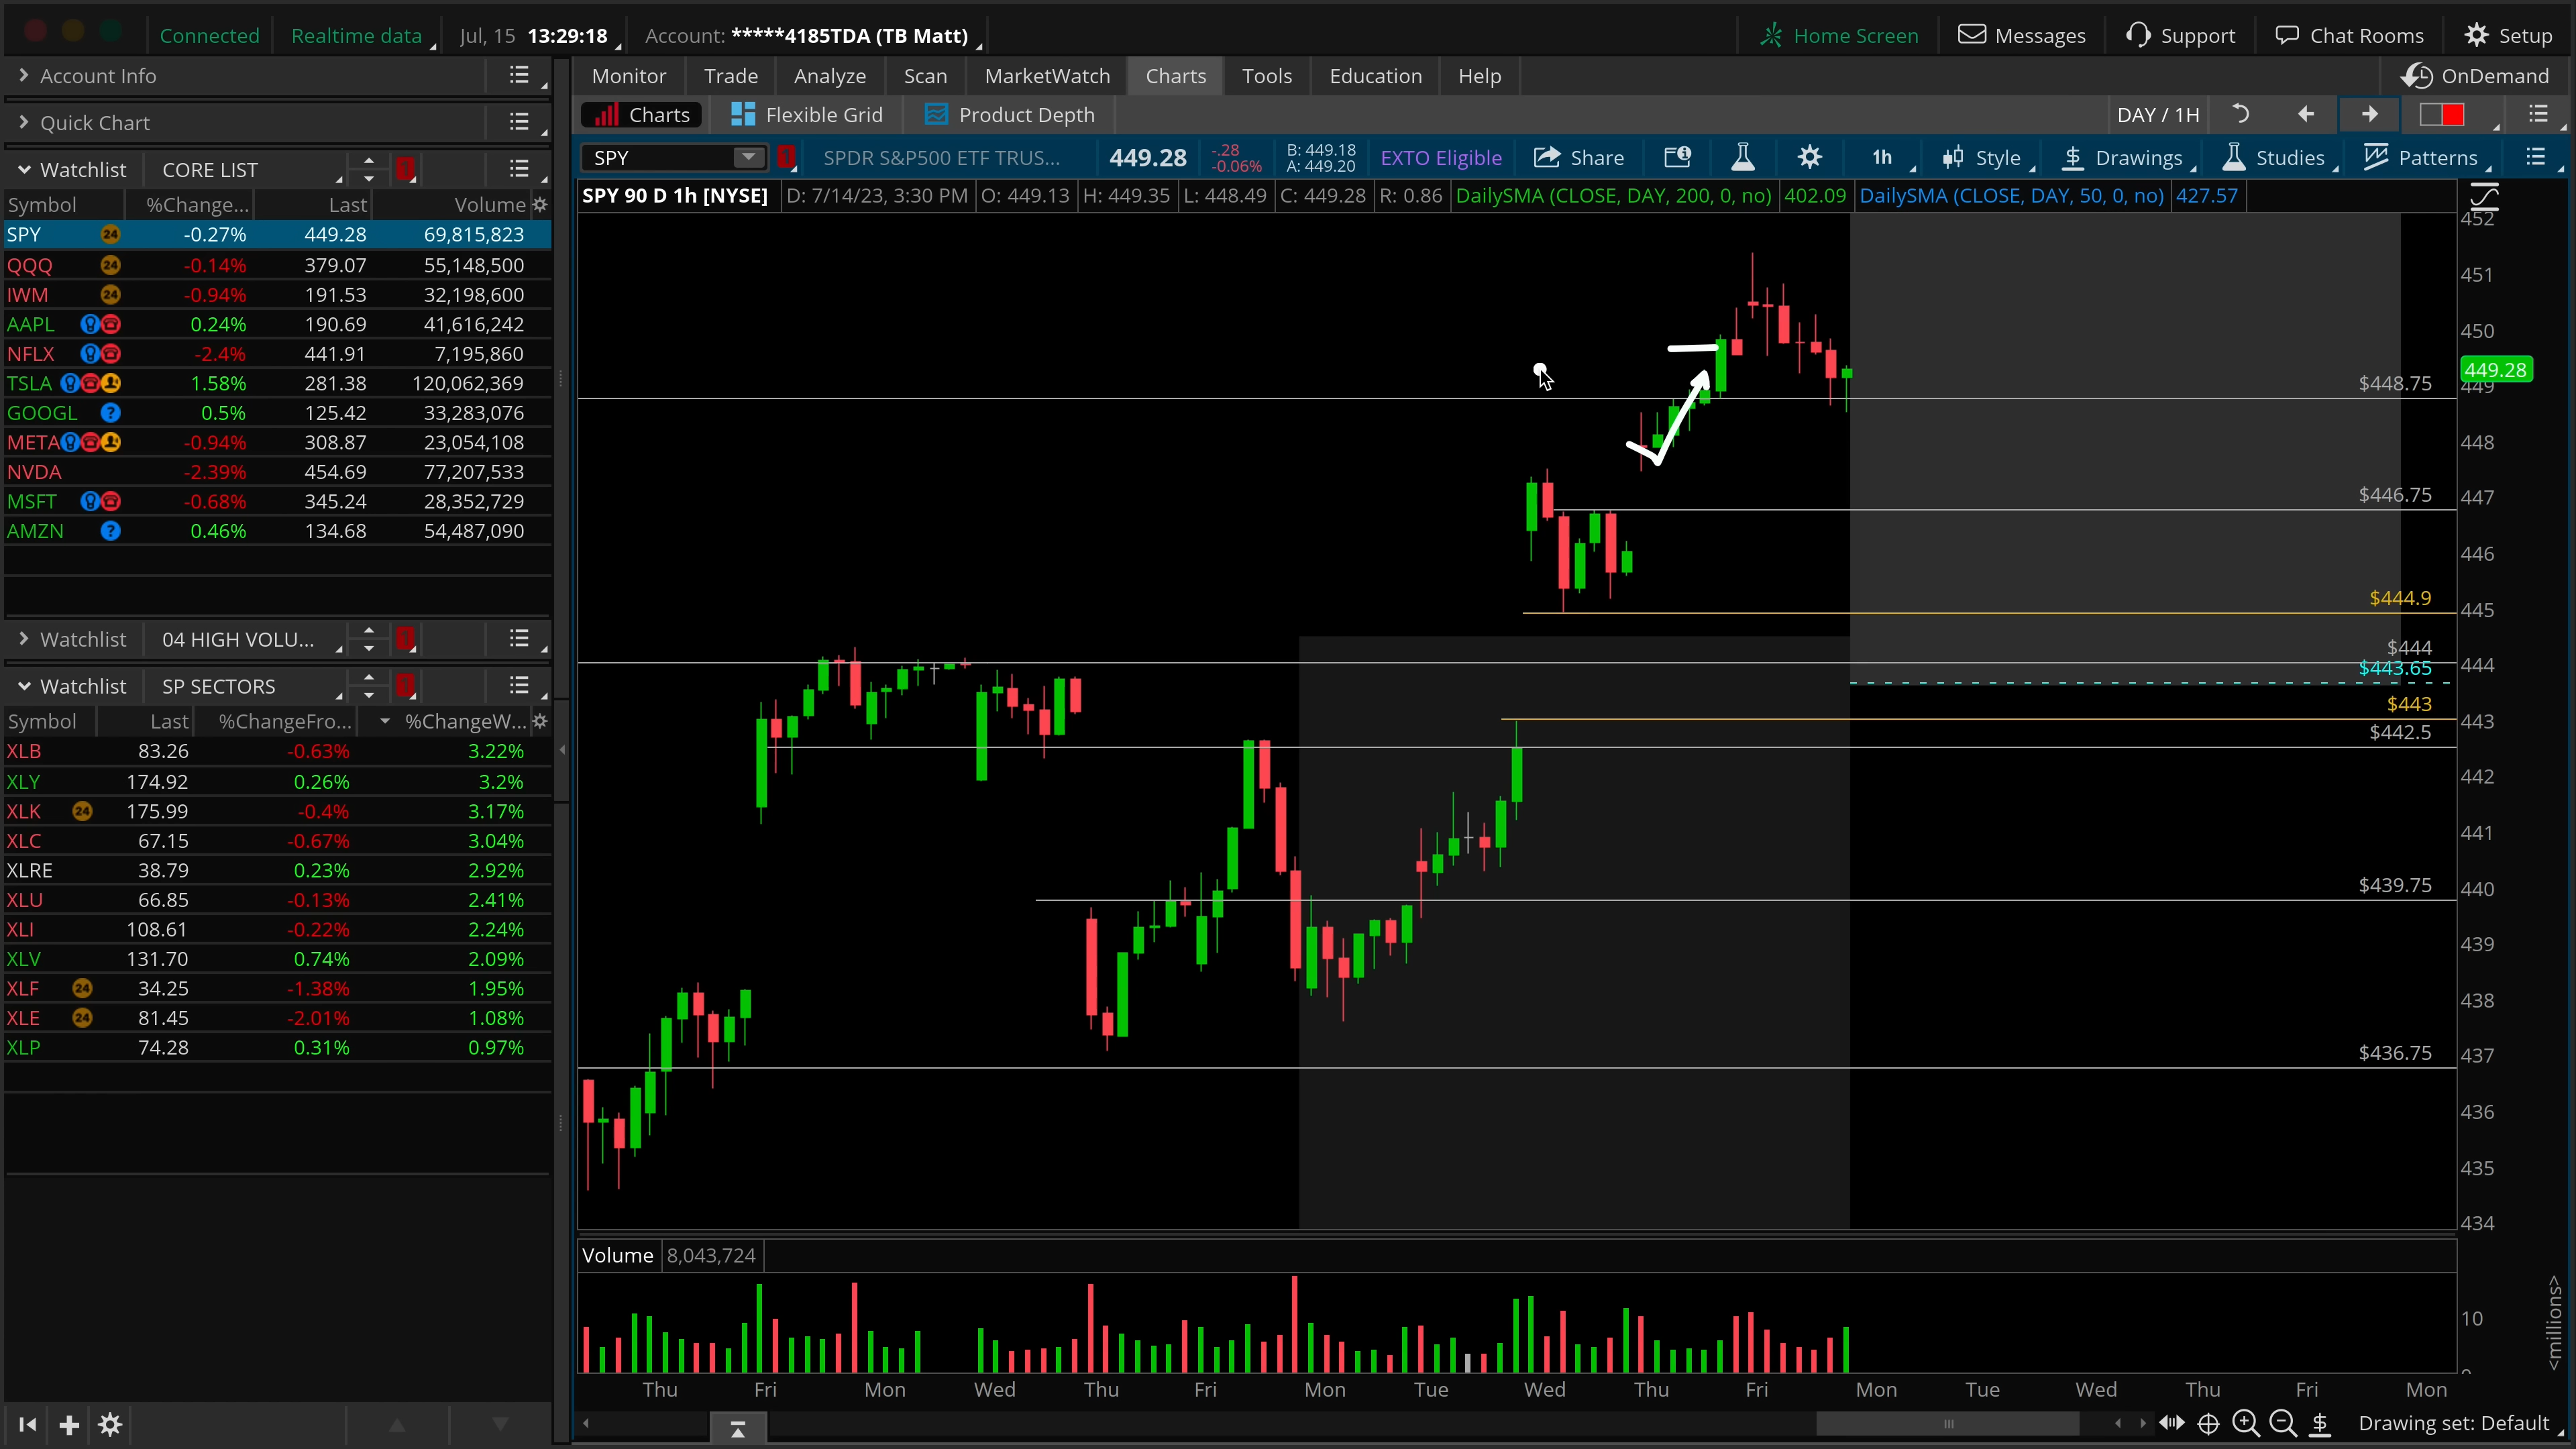 Connected Realtime data Jul, 15 13:29:18 Account: *****4185TDA (TB Matt) Home Screen Messages Support Chat Rooms Setup
Account Info Monitor Trade Analyze Scan MarketWatch Charts Tools Education Help OnDemand
Quick Chart Charts Flexible Grid Product Depth DAY / 1H
Watchlist CORE LIST 1 SPY 1 SPDR S&P500 ETF TRUS... 449.28 -.28 -0.06% B: 449.18 A: 449.20 EXTO Eligible Share 1h Style Drawings Studies Patterns
SPY 90 D 1h [NYSE] D: 7/14/23, 3:30 PM O: 449.13 H: 449.35 L: 448.49 C: 449.28 R: 0.86 DailySMA (CLOSE, DAY, 200, 0, no) 402.09 DailySMA (CLOSE, DAY, 50, 0, no) 427.57
Symbol %Change... Last Volume
SPY 24 -0.27% 449.28 69,815,823
QQQ 24 -0.14% 379.07 55,148,500
IWM 24 -0.94% 191.53 32,198,600
AAPL 0.24% 190.69 41,616,242
NFLX -2.4% 441.91 7,195,860
TSLA 1.58% 281.38 120,062,369
GOOGL ? 0.5% 125.42 33,283,076
META -0.94% 308.87 23,054,108
NVDA -2.39% 454.69 77,207,533
MSFT -0.68% 345.24 28,352,729
AMZN ? 0.46% 134.68 54,487,090
Watchlist 04 HIGH VOLU... 1
Watchlist SP SECTORS 1
Symbol Last %ChangeFro... %ChangeW...
XLB 83.26 -0.63% 3.22%
XLY 174.92 0.26% 3.2%
XLK 24 175.99 -0.4% 3.17%
XLC 67.15 -0.67% 3.04%
XLRE 38.79 0.23% 2.92%
XLU 66.85 -0.13% 2.41%
XLI 108.61 -0.22% 2.24%
XLV 131.70 0.74% 2.09%
XLF 24 34.25 -1.38% 1.95%
XLE 24 81.45 -2.01% 1.08%
XLP 74.28 0.31% 0.97%
452
451
450
449.28
$448.75 449
448
$446.75 447
446
$444.9 445
$444
$443.65 444
$443 443
$442.5
442
441
$439.75 440
439
438
$436.75 437
436
435
434
Volume 8,043,724
10
<millions>
Thu Fri Mon Wed Thu Fri Mon Tue Wed Thu Fri Mon Tue Wed Thu Fri Mon
Drawing set: Default